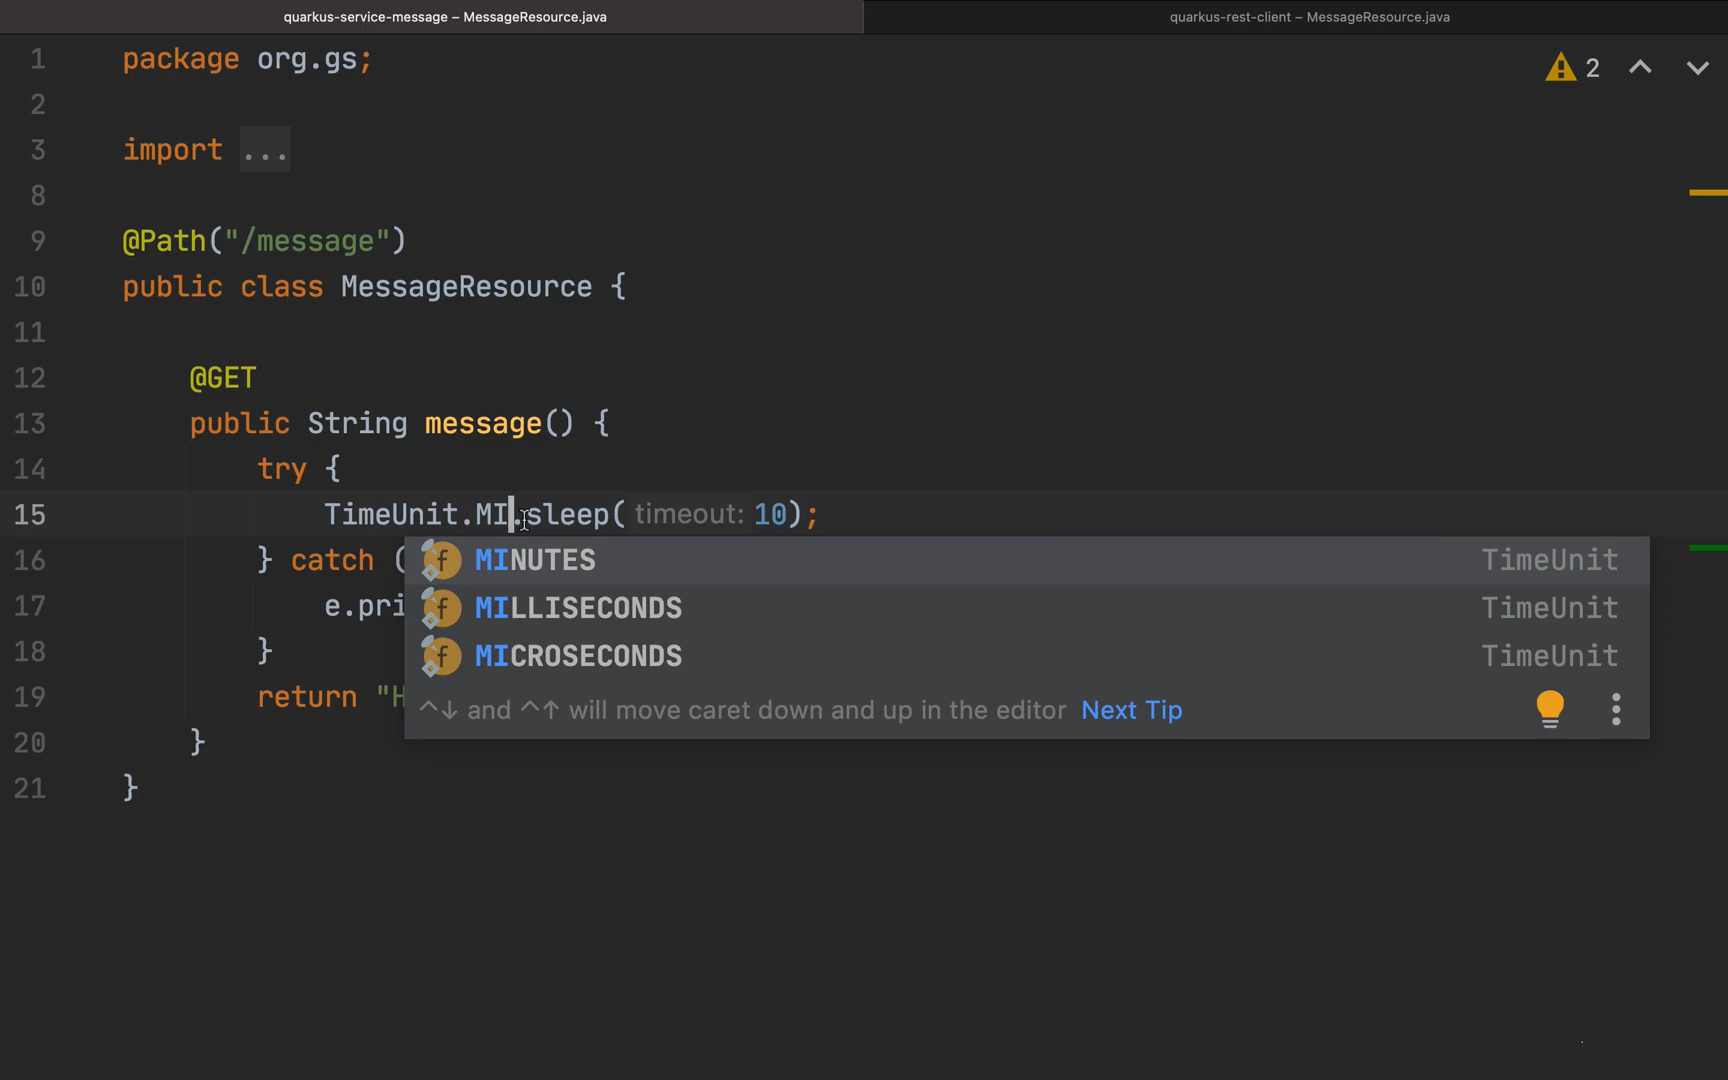 quarkus-service-message – MessageResource.java
quarkus-rest-client – MessageResource.java
1 package org.gs;
2
2
3 import ...
8
9 @Path("/message")
10 public class MessageResource {
11
12 @GET
13 public String message() {
14 try {
15 TimeUnit.MI.sleep( timeout: 10);
16 } catch (
MINUTES TimeUnit
17 e.pri
MILLISECONDS TimeUnit
18 }
MICROSECONDS TimeUnit
19 return "H
^↓ and ^↑ will move caret down and up in the editor Next Tip
20 }
21 }